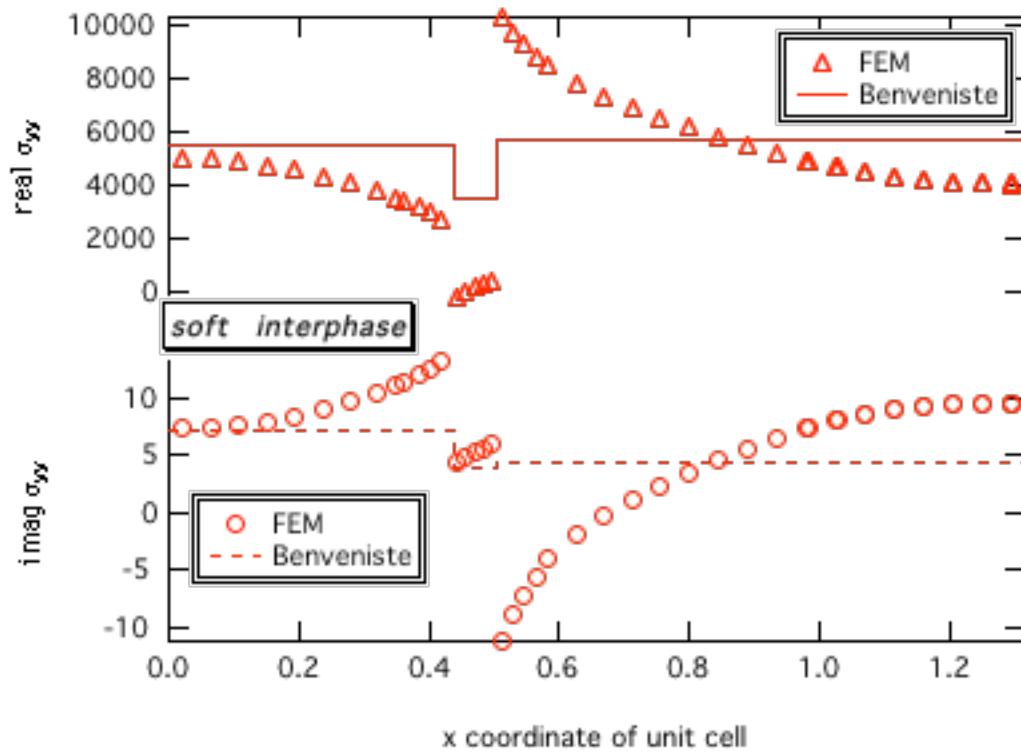 10000
8000
6000
4000
2000
0
real σyy
FEM
Benveniste
soft interphase
10
5
0
-5
-10
imag σyy
FEM
Benveniste
0.0 0.2 0.4 0.6 0.8 1.0 1.2
x coordinate of unit cell